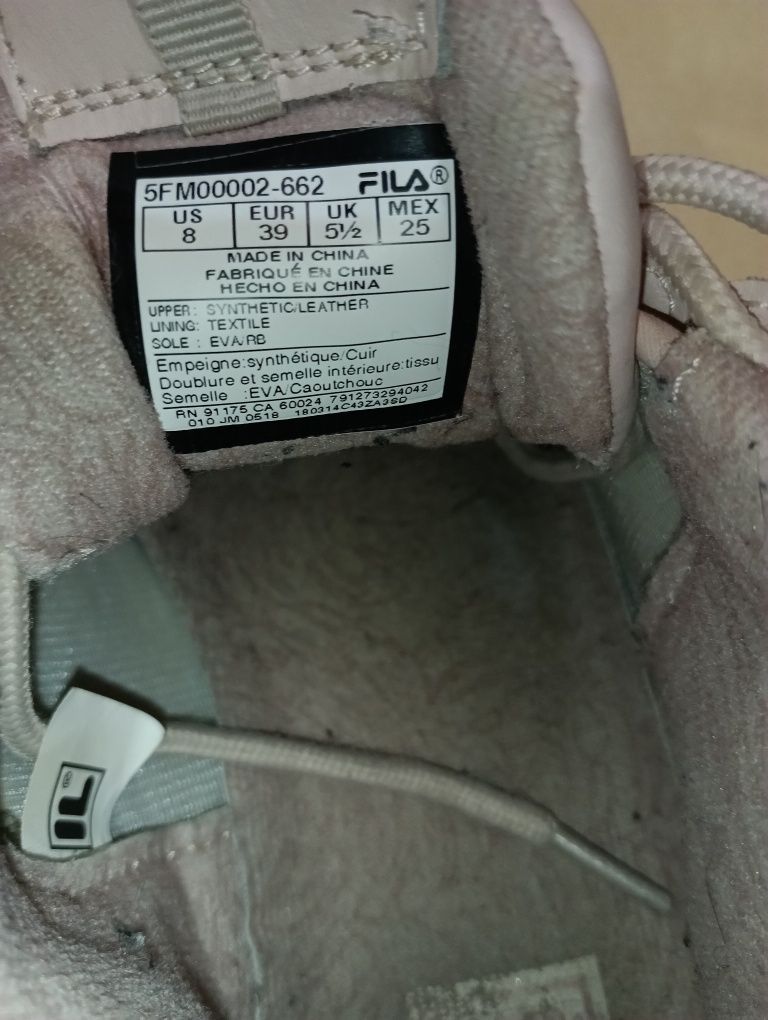 5FM00002-662 FILA®
US EUR UK MEX
8 39 5½ 25
MADE IN CHINA
FABRIQUÉ EN CHINE
HECHO EN CHINA
UPPER: SYNTHETIC/LEATHER
LINING: TEXTILE
SOLE : EVA/RB
Empeigne:synthétique/Cuir
Doublure et semelle intérieure:tissu
Semelle :EVA/Caoutchouc
RN 91175 CA 60024 791273294042
010 JM 0518 180314C43ZA3SD
IL